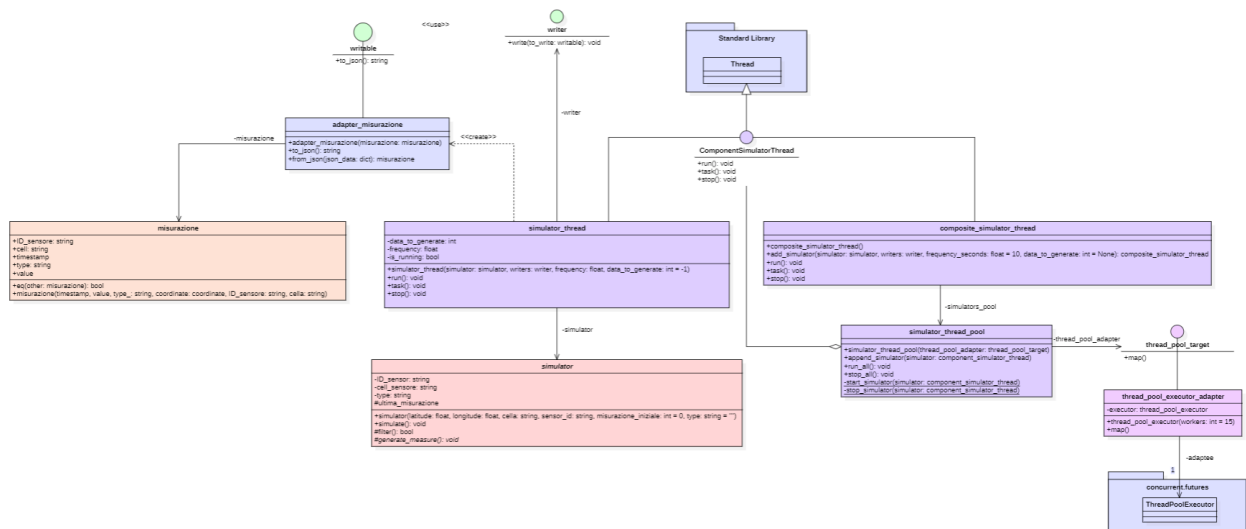 <<use>>
writable
+to_json(): string
writer
+write(to_write: writable): void
Standard Library
Thread
-writer
adapter_misurazione
+adapter_misurazione(misurazione: misurazione)
+to_json(): string
+from_json(json_data: dict): misurazione
-misurazione
<<create>>
ComponentSimulatorThread
+run(): void
+task(): void
+stop(): void
misurazione
+ID_sensore: string
+cell: string
+timestamp
+type: string
+value
+eq(other: misurazione): bool
+misurazione(timestamp, value, type_: string, coordinate: coordinate, ID_sensore: string, cella: string)
simulator_thread
-data_to_generate: int
-frequency: float
-is_running: bool
+simulator_thread(simulator: simulator, writers: writer, frequency: float, data_to_generate: int = -1)
+run(): void
+task(): void
+stop(): void
composite_simulator_thread
+composite_simulator_thread()
+add_simulator(simulator: simulator, writers: writer, frequency_seconds: float = 10, data_to_generate: int = None): composite_simulator_thread
+run(): void
+task(): void
+stop(): void
-simulator
-simulators_pool
simulator
-ID_sensor: string
-cell_sensore: string
-type: string
#ultima_misurazione
+simulator(latitude: float, longitude: float, cella: string, sensor_id: string, misurazione_iniziale: int = 0, type: string = "")
+simulate(): void
#filter(): bool
#generate_measure(): void
simulator_thread_pool
+simulator_thread_pool(thread_pool_adapter: thread_pool_target)
+append_simulator(simulator: component_simulator_thread)
+run_all(): void
+stop_all(): void
-start_simulator(simulator: component_simulator_thread)
-stop_simulator(simulator: component_simulator_thread)
-thread_pool_adapter
thread_pool_target
+map()
thread_pool_executor_adapter
-executor: thread_pool_executor
+thread_pool_executor(workers: int = 15)
+map()
-adaptee
1
concurrent.futures
ThreadPoolExecutor